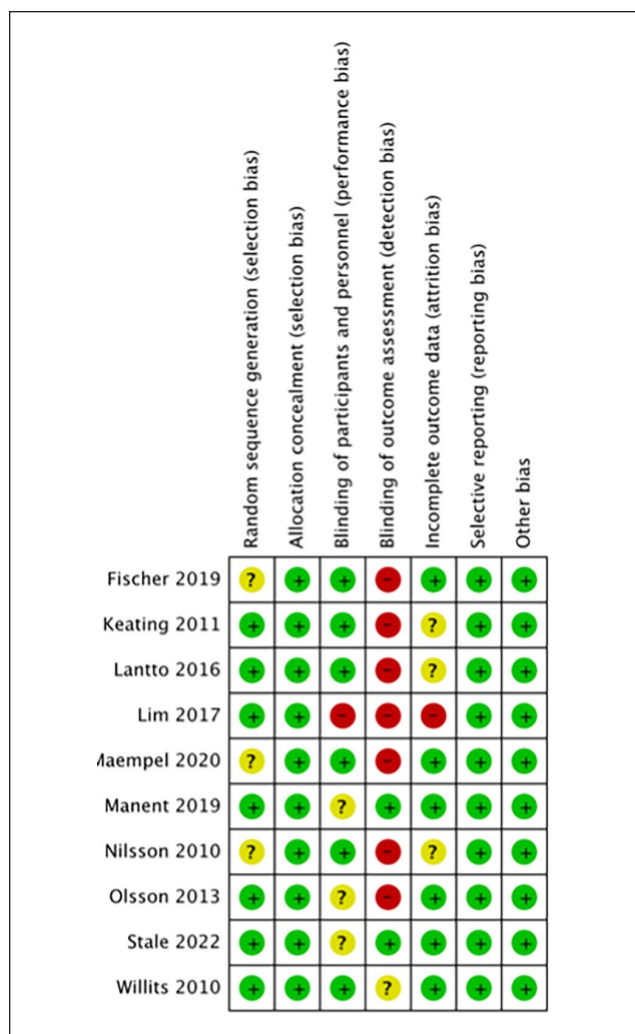 Random sequence generation (selection bias)
Allocation concealment (selection bias)
Blinding of participants and personnel (performance bias)
Blinding of outcome assessment (detection bias)
Incomplete outcome data (attrition bias)
Selective reporting (reporting bias)
Other bias
Fischer 2019 ? + + - + + +
Keating 2011 + + + - ? + +
Lantto 2016 + + + - ? + +
Lim 2017 + + - - - + +
Maempel 2020 ? + + - + + +
Manent 2019 + + ? + + + +
Nilsson 2010 ? + + - ? + +
Olsson 2013 + + ? - + + +
Stale 2022 + + ? + + + +
Willits 2010 + + + ? + + +